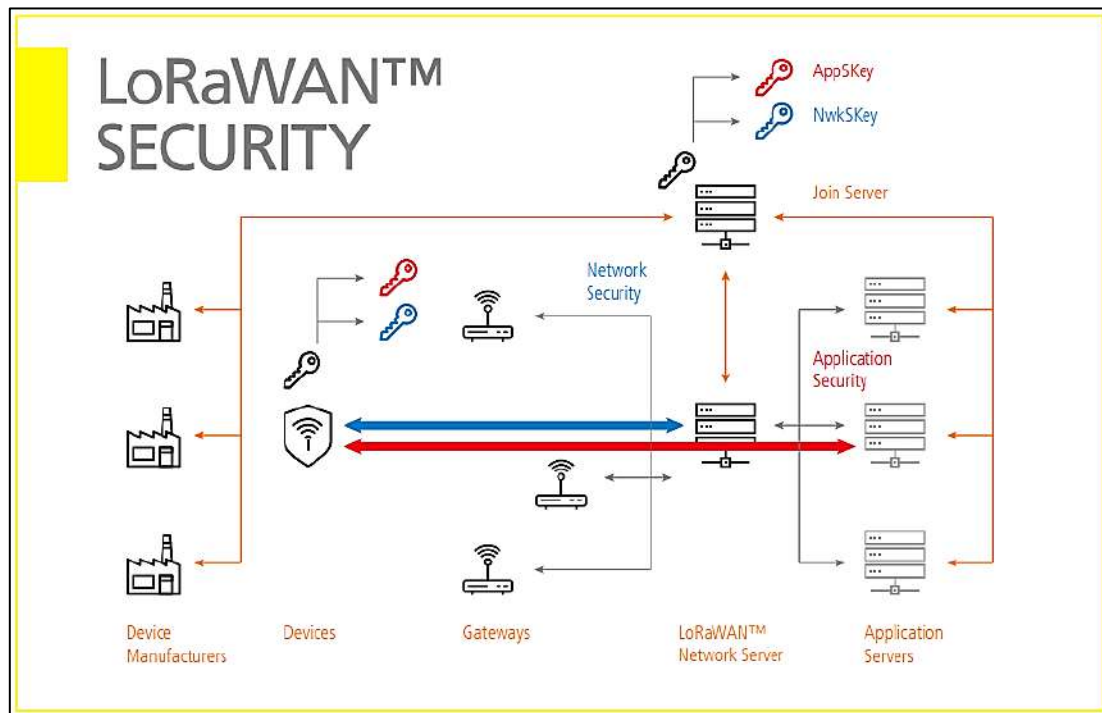 LoRaWAN™
SECURITY
AppSKey
NwkSKey
Join Server
Network
Security
Application
Security
Device
Manufacturers
Devices
Gateways
LoRaWAN™
Network Server
Application
Servers